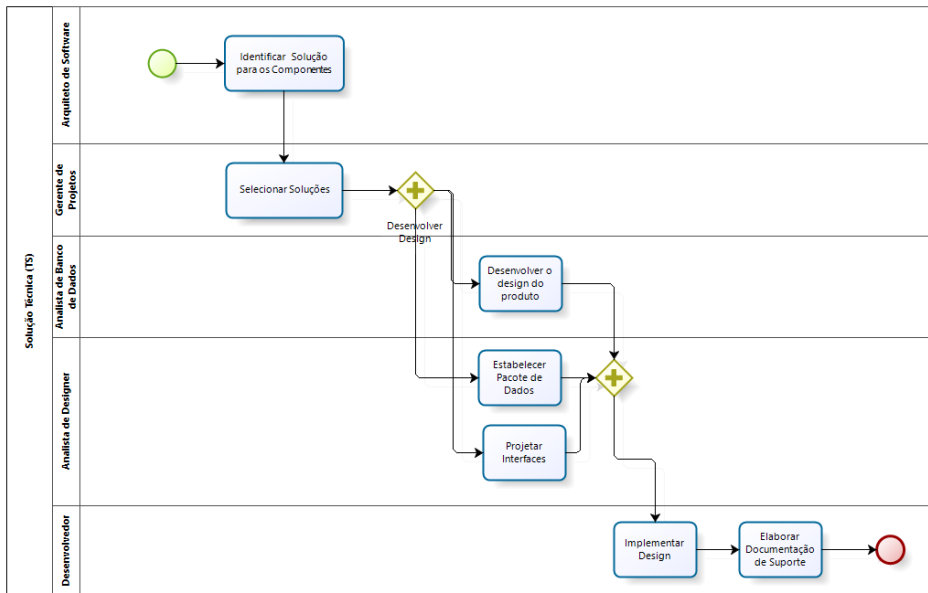 Solução Técnica (TS)
Arquiteto de Software
Identificar Solução
para os Componentes
Gerente de
Projetos
Selecionar Soluções
Desenvolver
Design
Analista de Banco
de Dados
Desenvolver o
design do
produto
Analista de Designer
Estabelecer
Pacote de
Dados
Projetar
Interfaces
Desenvolvedor
Implementar
Design
Elaborar
Documentação
de Suporte